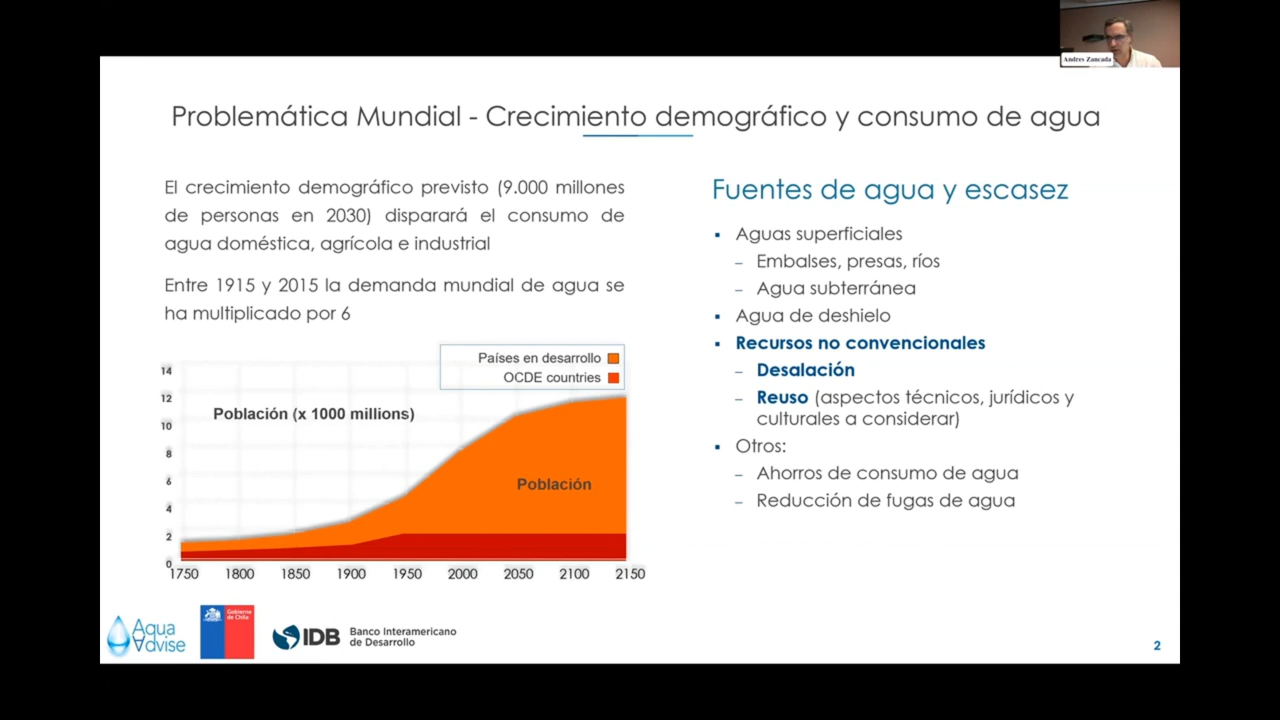 Andres Zancada
Problemática Mundial - Crecimiento demográfico y consumo de agua
El crecimiento demográfico previsto (9.000 millones
de personas en 2030) disparará el consumo de
agua doméstica, agrícola e industrial
Entre 1915 y 2015 la demanda mundial de agua se
ha multiplicado por 6
Países en desarrollo
OCDE countries
Población (x 1000 millions)
Población
14
12
10
8
6
4
2
0
1750 1800 1850 1900 1950 2000 2050 2100 2150
Fuentes de agua y escasez
▪ Aguas superficiales
– Embalses, presas, ríos
– Agua subterránea
▪ Agua de deshielo
▪ Recursos no convencionales
– Desalación
– Reuso (aspectos técnicos, jurídicos y
culturales a considerar)
▪ Otros:
– Ahorros de consumo de agua
– Reducción de fugas de agua
Aqua
Advise
Gobierno
de Chile
IDB
Banco Interamericano
de Desarrollo
2